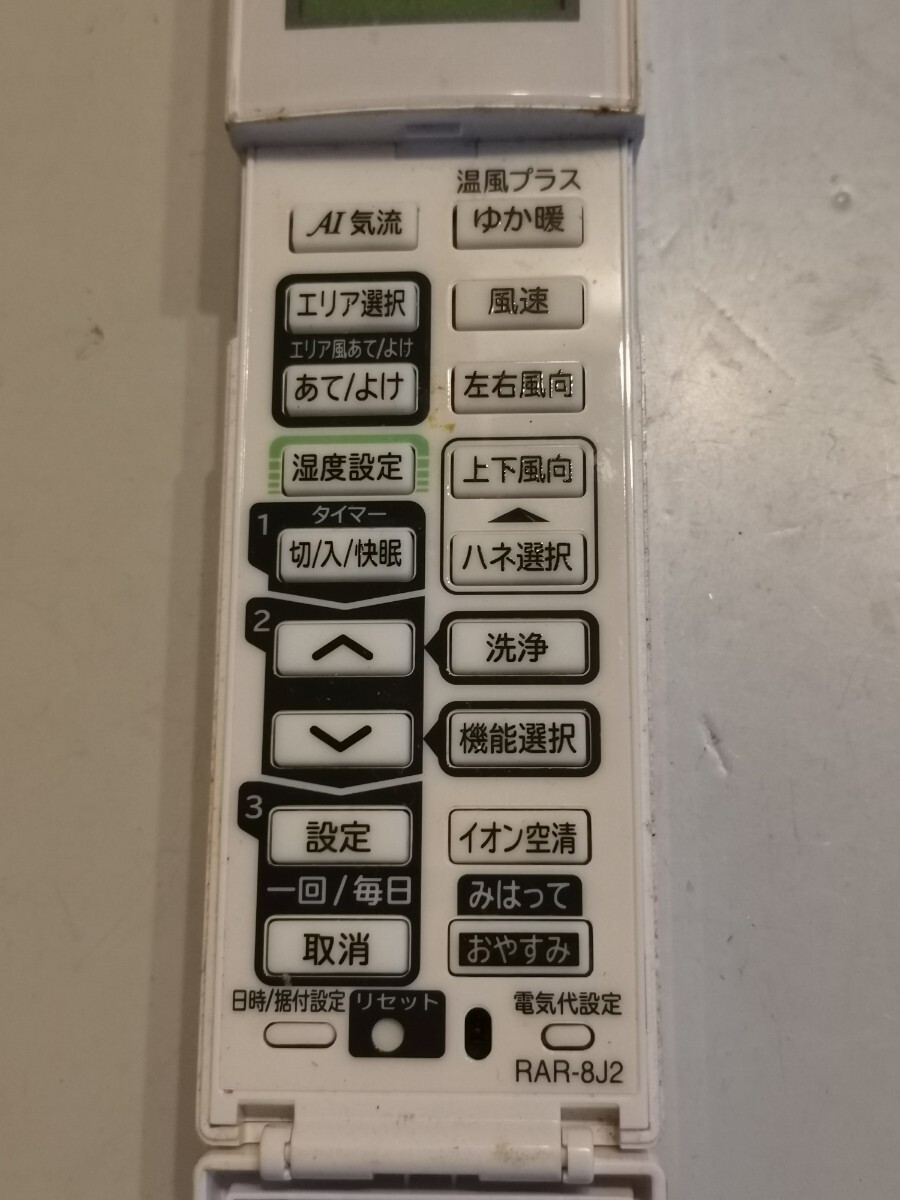 温風プラス
AI 気流
ゆか暖
エリア選択
風速
エリア風あて/よけ
あて/よけ
左右風向
湿度設定
上下風向
1
タイマー
切/入/快眠
ハネ選択
2
洗浄
機能選択
3
設定
イオン空清
一回/毎日
みはって
取消
おやすみ
日時/据付設定
リセット
電気代設定
RAR-8J2